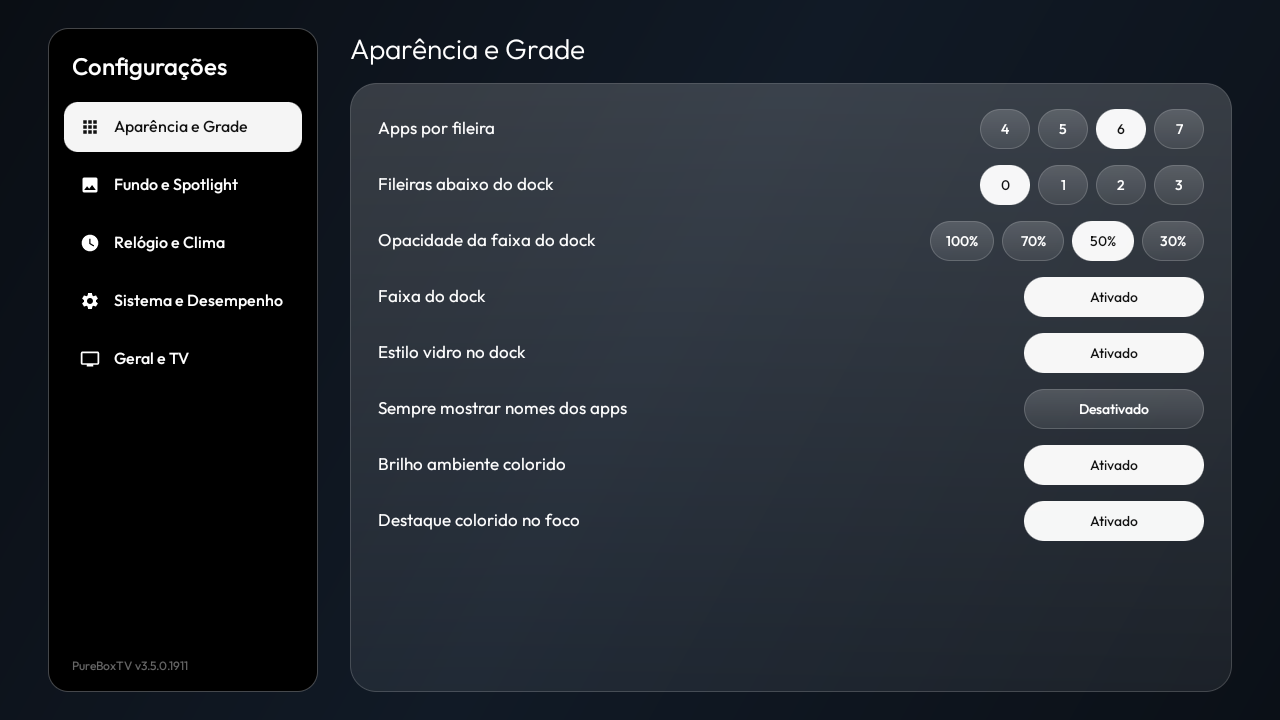 Configurações
Aparência e Grade
Fundo e Spotlight
Relógio e Clima
Sistema e Desempenho
Geral e TV
PureBoxTV v3.5.0.1911
Aparência e Grade
Apps por fileira 4 5 6 7
Fileiras abaixo do dock 0 1 2 3
Opacidade da faixa do dock 100% 70% 50% 30%
Faixa do dock Ativado
Estilo vidro no dock Ativado
Sempre mostrar nomes dos apps Desativado
Brilho ambiente colorido Ativado
Destaque colorido no foco Ativado